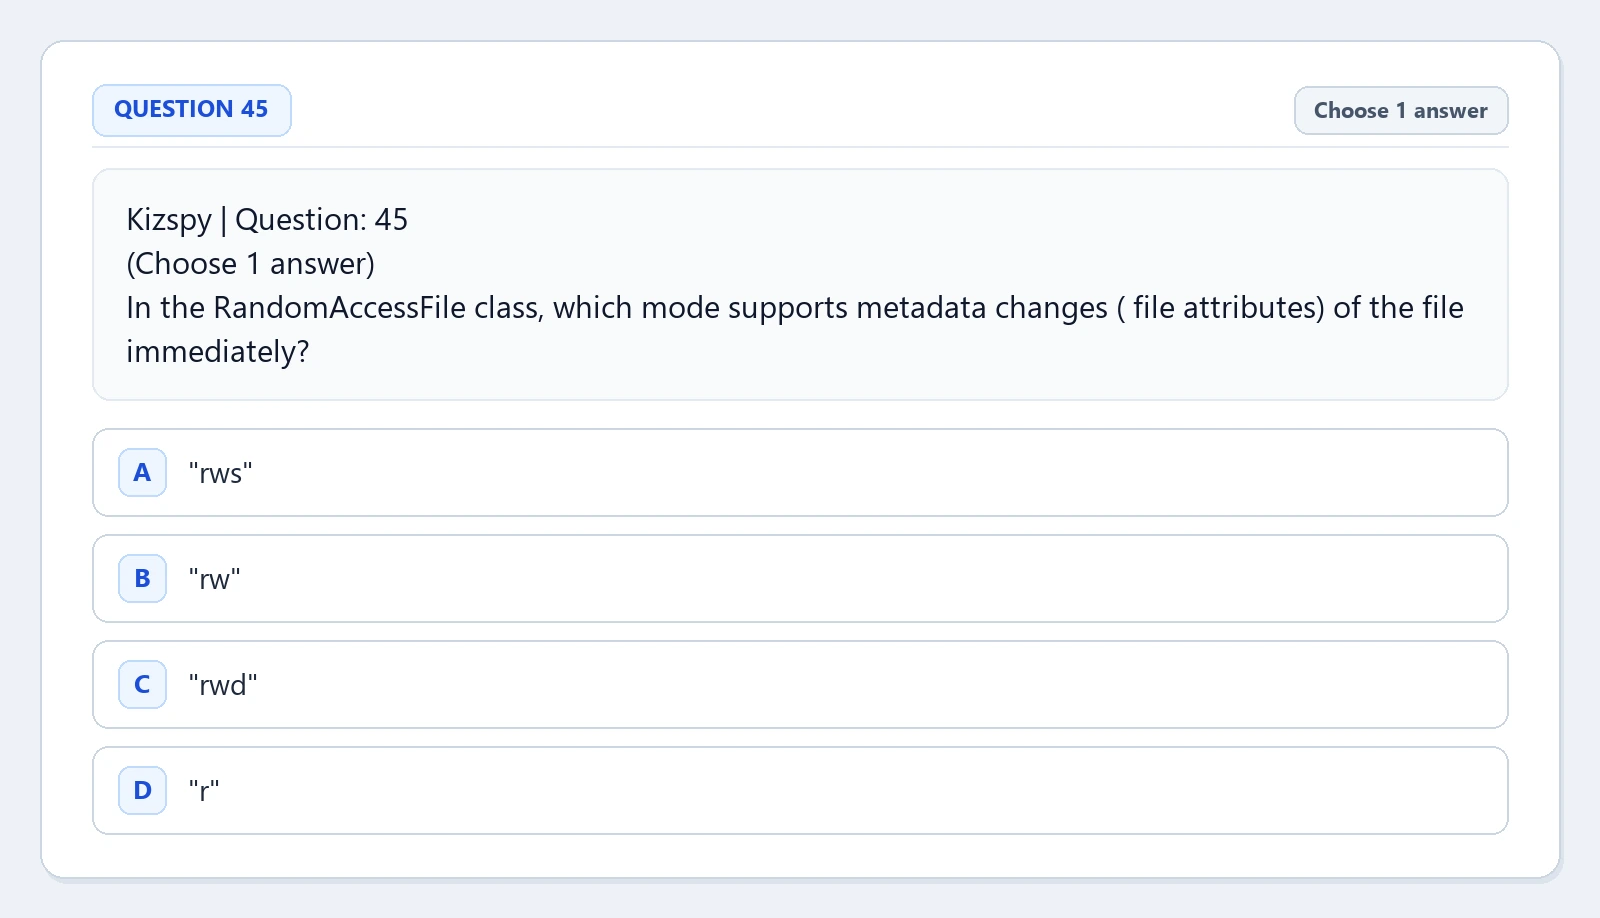 QUESTION 45
Choose 1 answer
Kizspy | Question: 45
(Choose 1 answer)
In the RandomAccessFile class, which mode supports metadata changes ( file attributes) of the file
immediately?
A "rws"
B "rw"
C "rwd"
D "r"